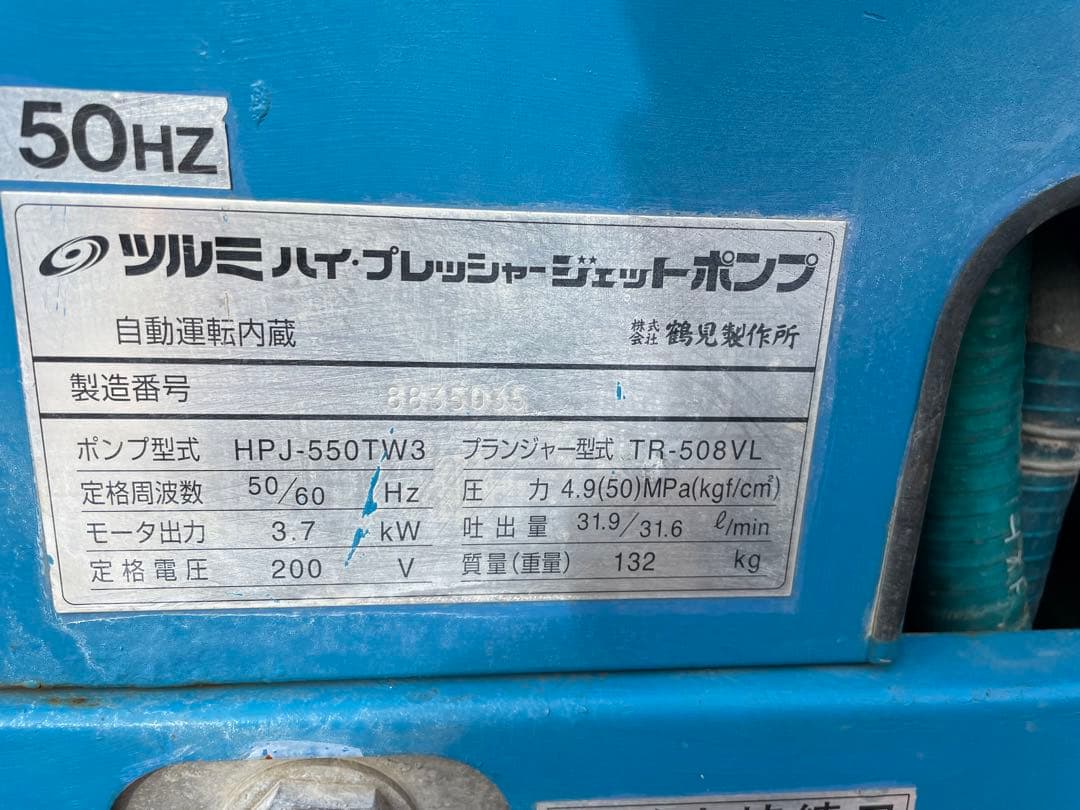 50HZ
ツルミ ハイ・プレッシャージェットポンプ
自動運転内蔵 株式会社 鶴見製作所
製造番号
ポンプ型式 HPJ-550TW3 プランジャー型式 TR-508VL
定格周波数 50/60 Hz 圧 力 4.9(50)MPa(kgf/cm²)
モータ出力 3.7 kW 吐出量 31.9/31.6 ℓ/min
定格電圧 200 V 質量(重量) 132 kg